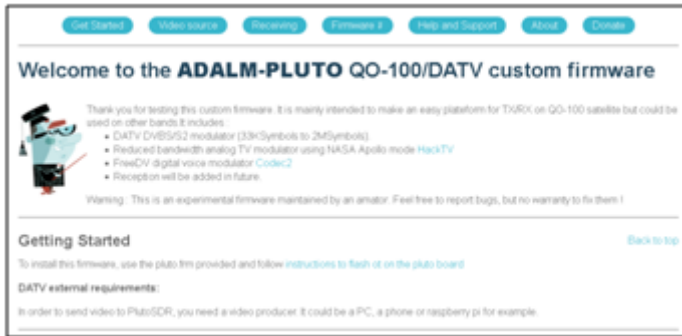 Get Started Video source Receiving Firmware Help and Support About Donate
Welcome to the ADALM-PLUTO QO-100/DATV custom firmware
Thank you for testing this custom firmware. It is mainly intended to make an easy plateform for TX/RX on QO-100 satellite but could be
used on other bands.It includes :
DATV DVBS/S2 modulator (33KSymbols to 2MSymbols).
Reduced bandwidth analog TV modulator using NASA Apollo mode HackTV
FreeDV digital voice modulator Codec2
Reception will be added in future.
Warning : This is an experimental firmware maintained by an amator. Feel free to report bugs, but no warranty to fix them !
Getting Started Back to top
To install this firmware, use the pluto.frm provided and follow instructions to flash ot on the pluto board
DATV external requirements:
In order to send video to PlutoSDR, you need a video producer. It could be a PC, a phone or raspberry pi for example.